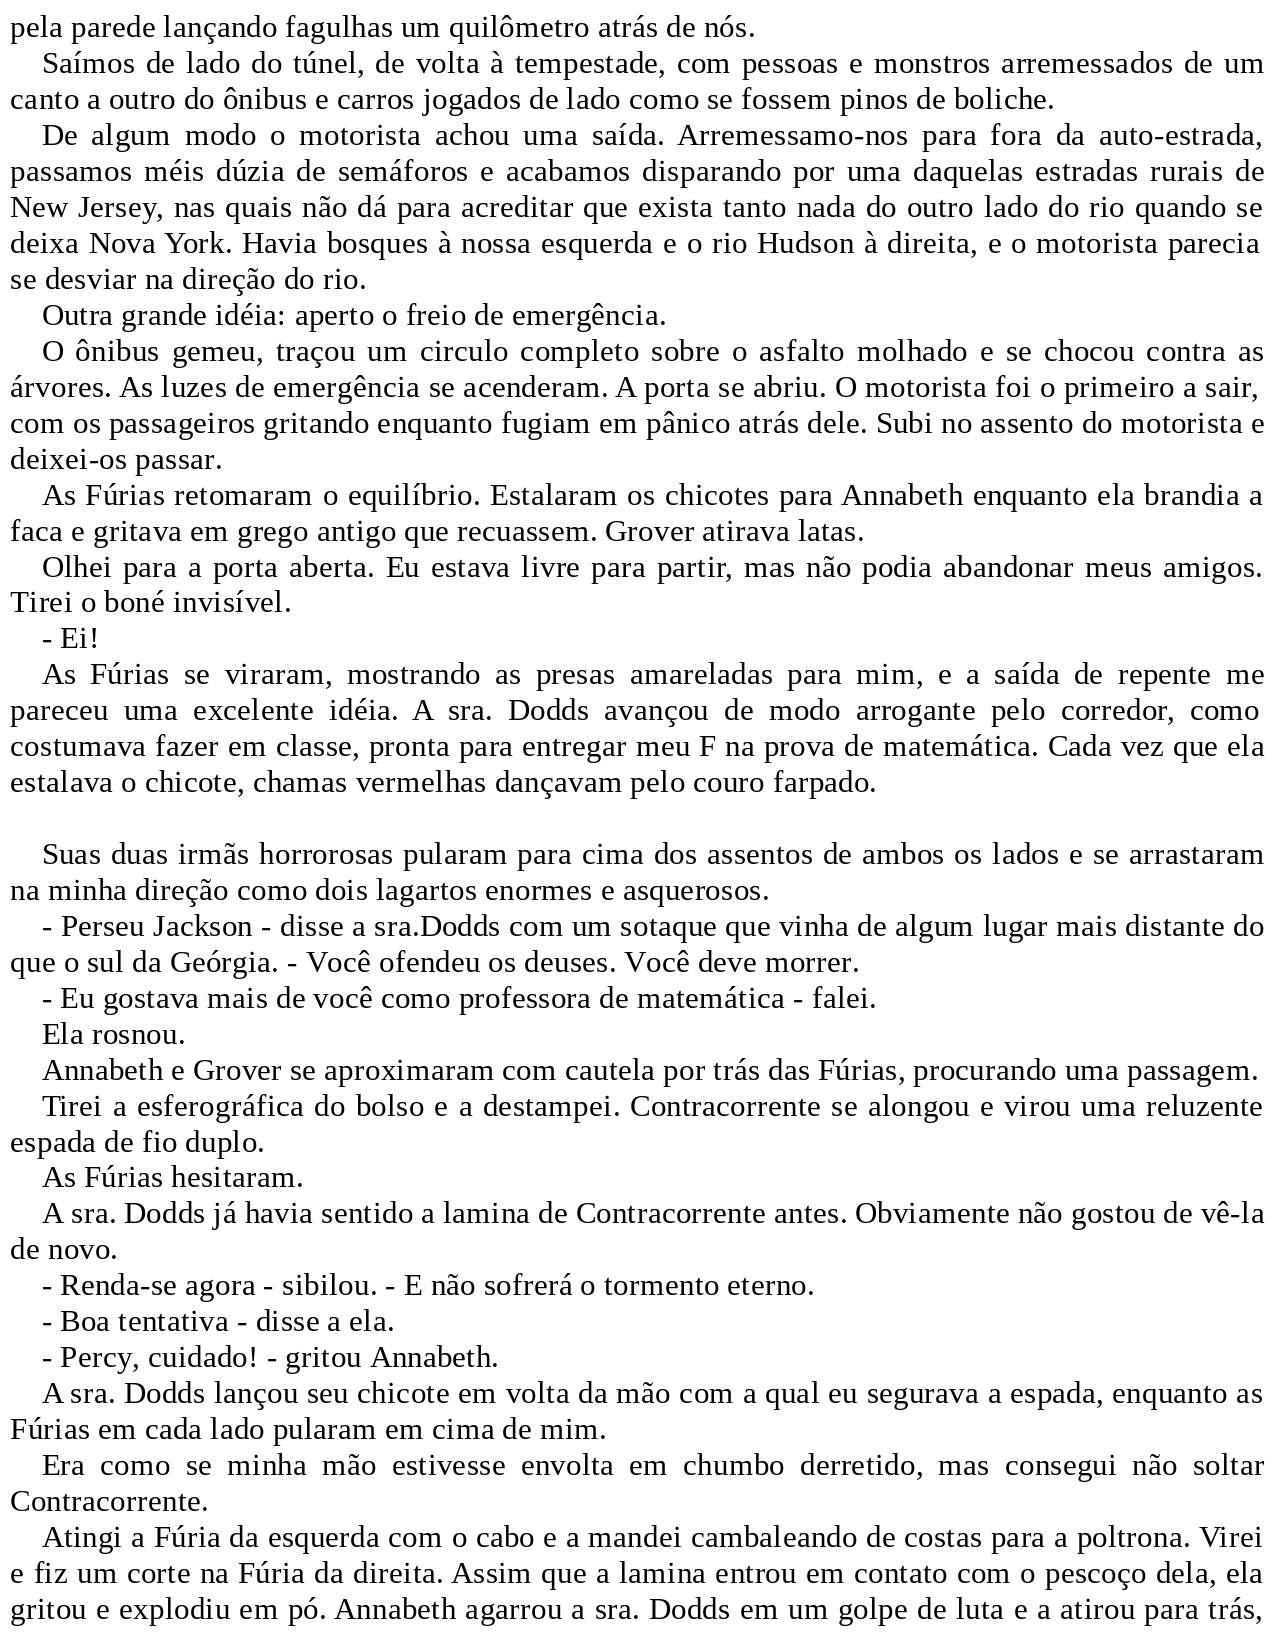 pela parede lançando fagulhas um quilômetro atrás de nós.
Saímos de lado do túnel, de volta à tempestade, com pessoas e monstros arremessados de um
canto a outro do ônibus e carros jogados de lado como se fossem pinos de boliche.
De algum modo o motorista achou uma saída. Arremessamo-nos para fora da auto-estrada,
passamos méis dúzia de semáforos e acabamos disparando por uma daquelas estradas rurais de
New Jersey, nas quais não dá para acreditar que exista tanto nada do outro lado do rio quando se
deixa Nova York. Havia bosques à nossa esquerda e o rio Hudson à direita, e o motorista parecia
se desviar na direção do rio.
Outra grande idéia: aperto o freio de emergência.
O ônibus gemeu, traçou um circulo completo sobre o asfalto molhado e se chocou contra as
árvores. As luzes de emergência se acenderam. A porta se abriu. O motorista foi o primeiro a sair,
com os passageiros gritando enquanto fugiam em pânico atrás dele. Subi no assento do motorista e
deixei-os passar.
As Fúrias retomaram o equilíbrio. Estalaram os chicotes para Annabeth enquanto ela brandia a
faca e gritava em grego antigo que recuassem. Grover atirava latas.
Olhei para a porta aberta. Eu estava livre para partir, mas não podia abandonar meus amigos.
Tirei o boné invisível.
- Ei!
As Fúrias se viraram, mostrando as presas amareladas para mim, e a saída de repente me
pareceu uma excelente idéia. A sra. Dodds avançou de modo arrogante pelo corredor, como
costumava fazer em classe, pronta para entregar meu F na prova de matemática. Cada vez que ela
estalava o chicote, chamas vermelhas dançavam pelo couro farpado.
Suas duas irmãs horrorosas pularam para cima dos assentos de ambos os lados e se arrastaram
na minha direção como dois lagartos enormes e asquerosos.
- Perseu Jackson - disse a sra.Dodds com um sotaque que vinha de algum lugar mais distante do
que o sul da Geórgia. - Você ofendeu os deuses. Você deve morrer.
- Eu gostava mais de você como professora de matemática - falei.
Ela rosnou.
Annabeth e Grover se aproximaram com cautela por trás das Fúrias, procurando uma passagem.
Tirei a esferográfica do bolso e a destampei. Contracorrente se alongou e virou uma reluzente
espada de fio duplo.
As Fúrias hesitaram.
A sra. Dodds já havia sentido a lamina de Contracorrente antes. Obviamente não gostou de vê-la
de novo.
- Renda-se agora - sibilou. - E não sofrerá o tormento eterno.
- Boa tentativa - disse a ela.
- Percy, cuidado! - gritou Annabeth.
A sra. Dodds lançou seu chicote em volta da mão com a qual eu segurava a espada, enquanto as
Fúrias em cada lado pularam em cima de mim.
Era como se minha mão estivesse envolta em chumbo derretido, mas consegui não soltar
Contracorrente.
Atingi a Fúria da esquerda com o cabo e a mandei cambaleando de costas para a poltrona. Virei
e fiz um corte na Fúria da direita. Assim que a lamina entrou em contato com o pescoço dela, ela
gritou e explodiu em pó. Annabeth agarrou a sra. Dodds em um golpe de luta e a atirou para trás,